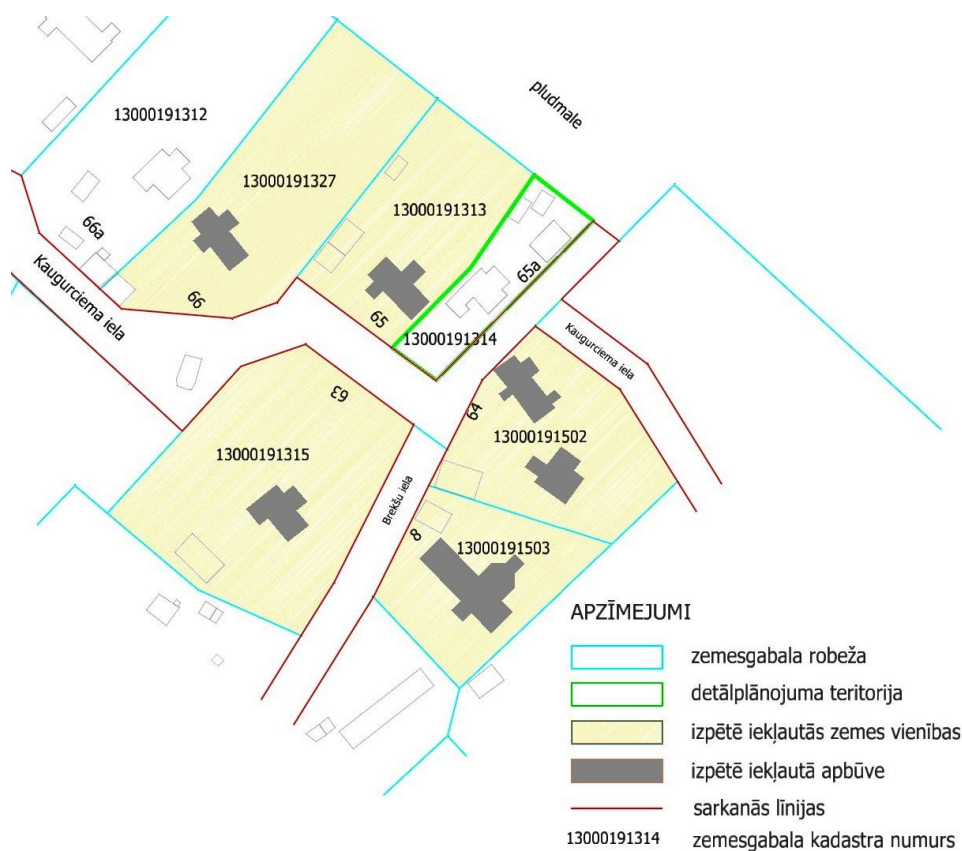 pludmale
13000191312
13000191327
13000191313
66a
65a
Kaugurciema iela
66
65
13000191314
Kaugurciema iela
63
64
13000191502
13000191315
Brekšu iela
8
13000191503
APZĪMEJUMI
zemesgabala robeža
detālplānojuma teritorija
izpētē iekļautās zemes vienības
izpētē iekļautā apbūve
sarkanās līnijas
13000191314 zemesgabala kadastra numurs